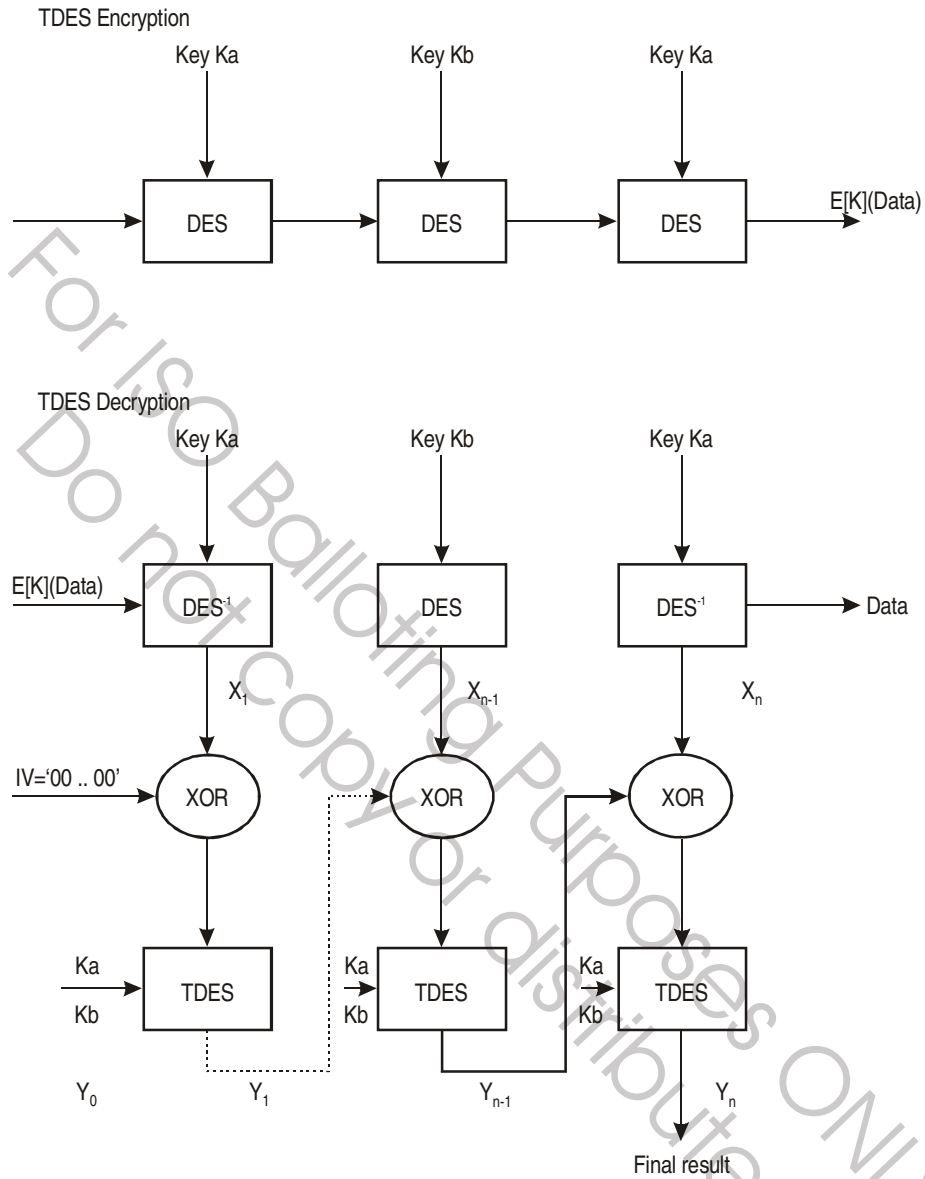 TDES Encryption
Key Ka Key Kb Key Ka
DES DES DES E[K](Data)
TDES Decryption
Key Ka Key Kb Key Ka
E[K](Data) DES-1 DES DES-1 Data
X1 Xn-1 Xn
IV=‘00 .. 00’ XOR XOR XOR
Ka Ka Ka
TDES TDES TDES
Kb Kb Kb
Y0 Y1 Yn-1 Yn
Final result
For ISO Balloting Purposes ONL
Do not copy or distribute